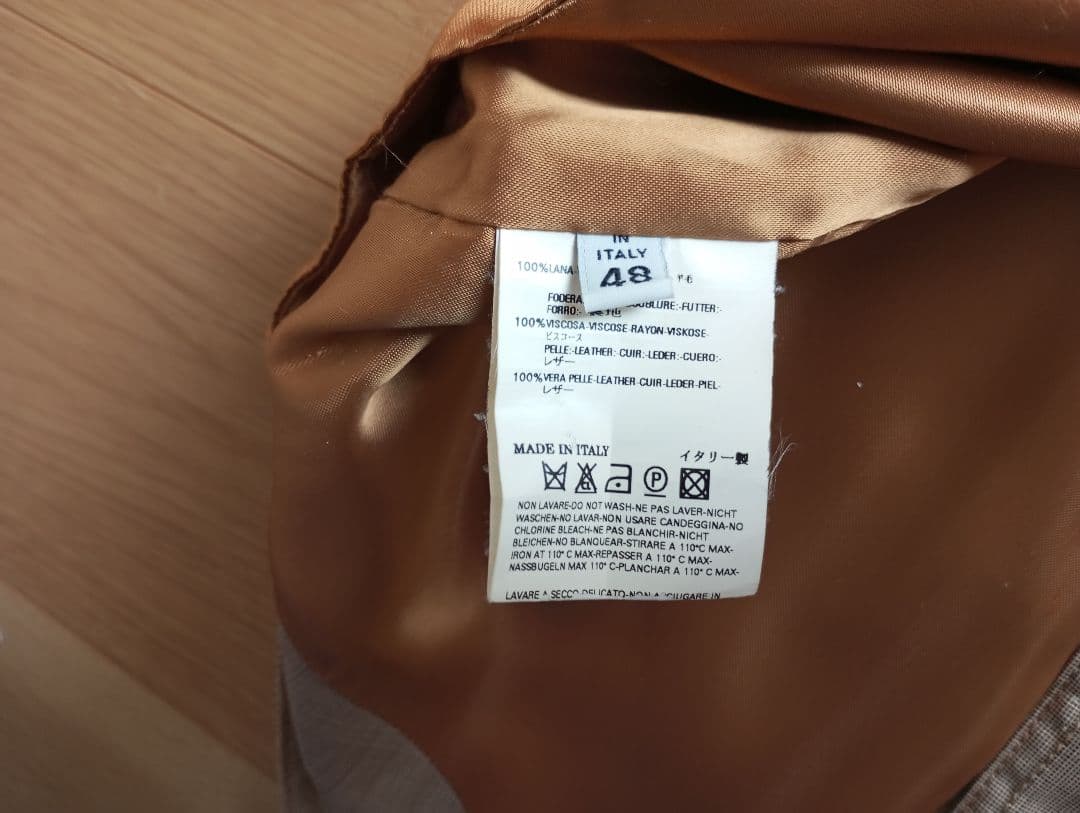 IN
ITALY
48
100%LANA
FODERA DOUBLURE:-FUTTER:-
FORRO:- 裏地
100%VISCOSA-VISCOSE-RAYON-VISKOSE-
ビスコース
PELLE:-LEATHER:-CUIR:-LEDER:-CUERO:-
レザー
100%VERA PELLE-LEATHER-CUIR-LEDER-PIEL-
レザー
MADE IN ITALY イタリー製
P
NON LAVARE-DO NOT WASH-NE PAS LAVER-NICHT
WASCHEN-NO LAVAR-NON USARE CANDEGGINA-NO
CHLORINE BLEACH-NE PAS BLANCHIR-NICHT
BLEICHEN-NO BLANQUEAR-STIRARE A 110°C MAX-
IRON AT 110° C MAX-REPASSER A 110° C MAX-
NASSBUGELN MAX 110° C-PLANCHAR A 110° C MAX-
LAVARE A SECCO DELICATO-NON ASCIUGARE IN